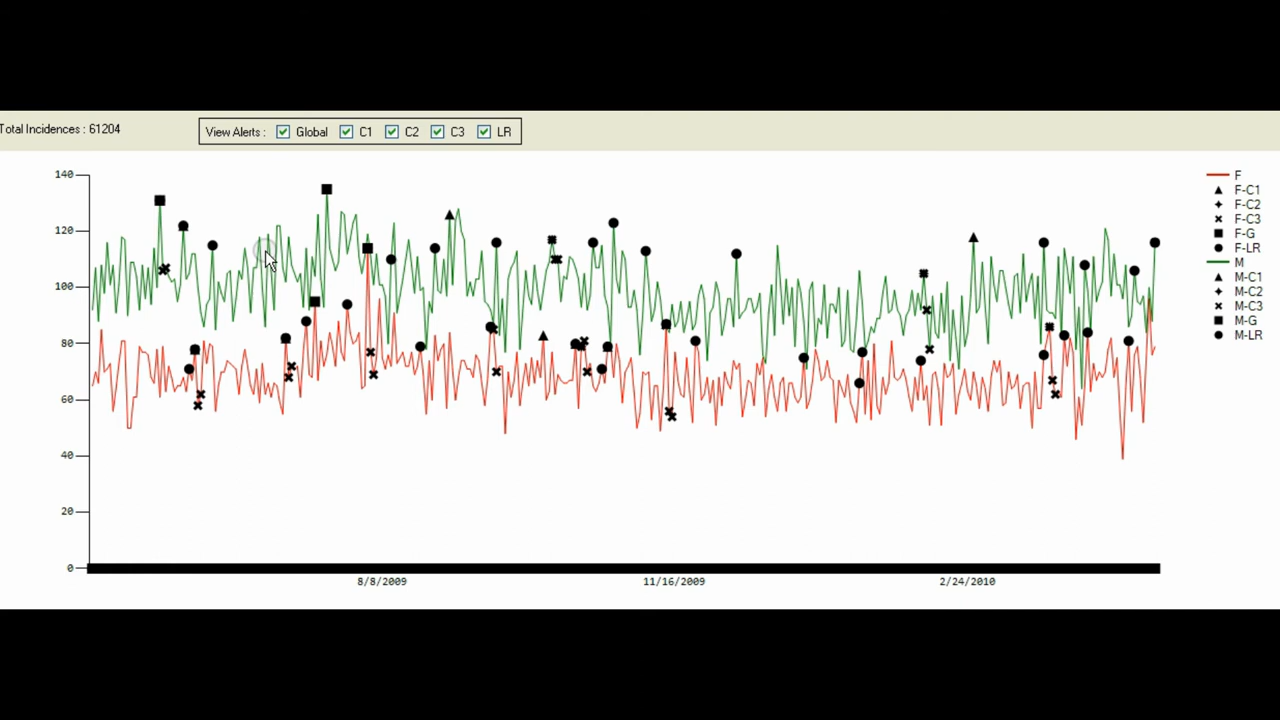 Total Incidences : 61204
View Alerts : Global C1 C2 C3 LR
140
120
100
80
60
40
20
0
8/8/2009 11/16/2009 2/24/2010
F
F-C1
F-C2
F-C3
F-G
F-LR
M
M-C1
M-C2
M-C3
M-G
M-LR